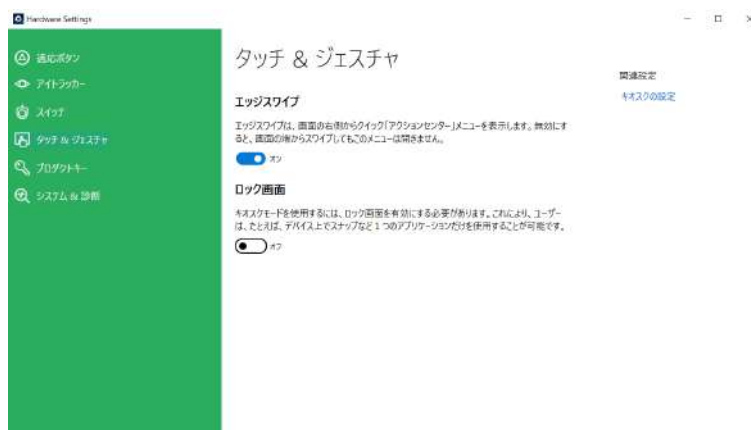 Hardware Settings
適応ボタン
アイトラッカー
スイッチ
タッチ & ジェスチャ
プロダクトキー
システム & 診断
タッチ & ジェスチャ
エッジスワイプ
エッジスワイプは、画面の右側からクイック「アクションセンター」メニューを表示します。無効にす
ると、画面の端からスワイプしてもこのメニューは開きません。
オン
ロック画面
キオスクモードを使用するには、ロック画面を有効にする必要があります。これにより、ユーザー
は、たとえば、デバイス上でスナップなど1つのアプリケーションだけを使用することが可能です。
オフ
関連設定
キオスクの設定